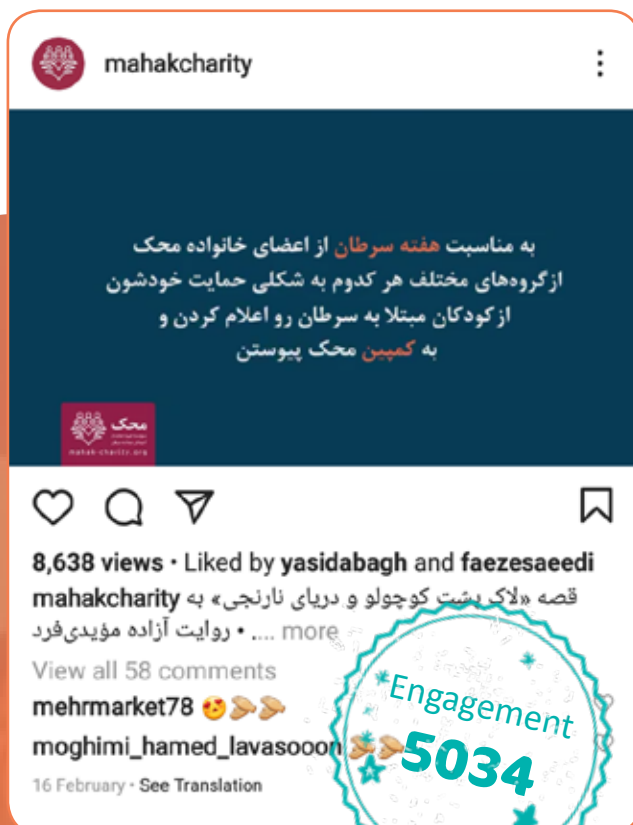 mahakcharity
به مناسبت هفته سرطان از اعضای خانواده محک
ازگروه‌های مختلف هر کدوم به شکلی حمایت خودشون
ازکودکان مبتلا به سرطان رو اعلام کردن و
به کمپین محک پیوستن
محک
mahak-charity.org
8,638 views · Liked by yasidabagh and faezesaeedi
mahakcharity قصه «لاک پشت کوچولو و دریای نارنجی» به
روایت آزاده مؤیدی‌فرد • .... more
View all 58 comments
mehrmarket78 😍👏👏
moghimi_hamed_lavasooon 👏👏
16 February · See Translation
Engagement
5034